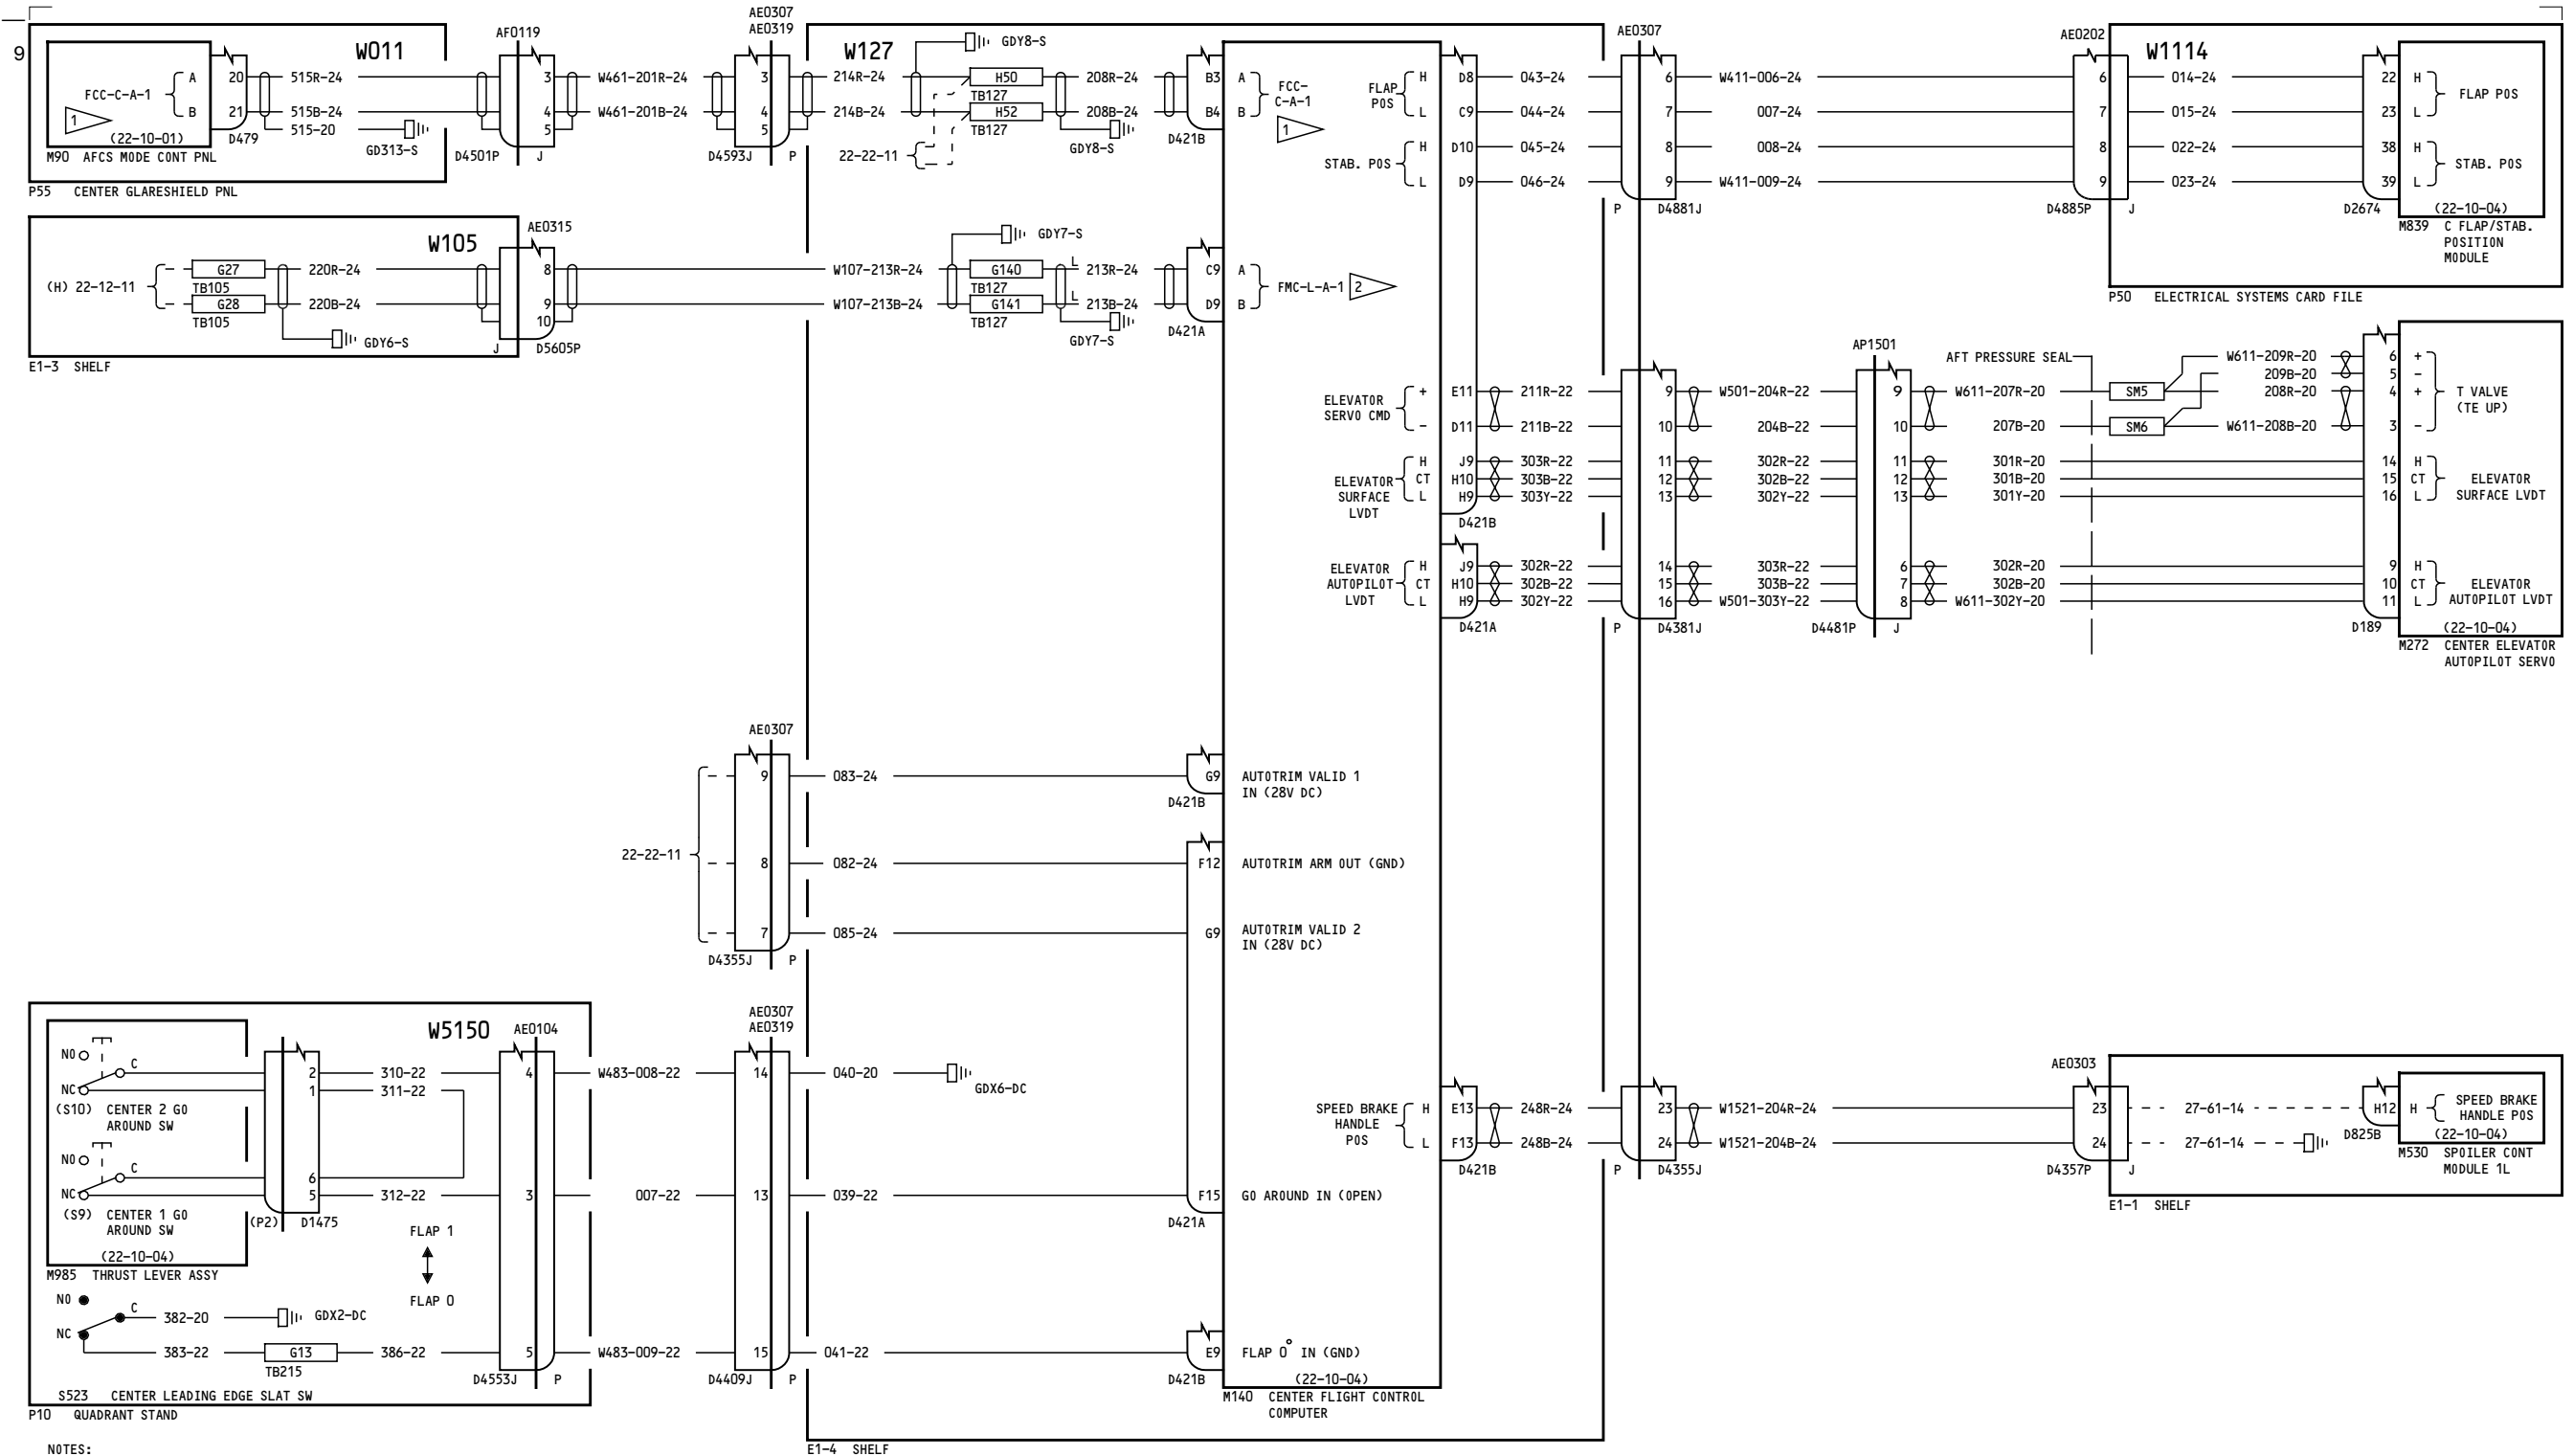 9
W011
AF0119
AE0307
AE0319
W127
GDY8-S
AE0307
AE0202
W1114
FCC-C-A-1
A
B
20
21
515R-24
515B-24
515-20
GD313-S
1
(22-10-01)
D479
M90 AFCS MODE CONT PNL
P55 CENTER GLARESHIELD PNL
3
4
5
D4501P
J
W461-201R-24
W461-201B-24
3
4
5
D4593J
P
214R-24
214B-24
22-22-11
H50
TB127
H52
TB127
208R-24
208B-24
GDY8-S
B3
B4
D421B
A
B
FCC-
C-A-1
1
FLAP
POS
H
L
STAB. POS
H
L
D8
C9
D10
D9
043-24
044-24
045-24
046-24
6
7
8
9
P
D4881J
W411-006-24
007-24
008-24
W411-009-24
6
7
8
9
D4885P
J
014-24
015-24
022-24
023-24
22
23
38
39
D2674
H
L
FLAP POS
H
L
STAB. POS
(22-10-04)
M839 C FLAP/STAB.
POSITION
MODULE
P50 ELECTRICAL SYSTEMS CARD FILE
W105
AE0315
(H) 22-12-11
G27
TB105
G28
TB105
220R-24
220B-24
GDY6-S
8
9
10
J
D5605P
E1-3 SHELF
W107-213R-24
W107-213B-24
GDY7-S
G140
TB127
G141
TB127
L
213R-24
L
213B-24
GDY7-S
C9
D9
D421A
A
B
FMC-L-A-1
2
AP1501
AFT PRESSURE SEAL
ELEVATOR
SERVO CMD
+
-
E11
D11
211R-22
211B-22
9
10
W501-204R-22
204B-22
9
10
W611-207R-20
207B-20
SM5
SM6
W611-209R-20
209B-20
208R-20
W611-208B-20
6
5
4
3
+
-
+
-
T VALVE
(TE UP)
ELEVATOR
SURFACE
LVDT
H
CT
L
J9
H10
H9
D421B
303R-22
303B-22
303Y-22
11
12
13
302R-22
302B-22
302Y-22
11
12
13
301R-20
301B-20
301Y-20
14
15
16
H
CT
L
ELEVATOR
SURFACE LVDT
ELEVATOR
AUTOPILOT
LVDT
H
CT
L
J9
H10
H9
D421A
302R-22
302B-22
302Y-22
14
15
16
P
D4381J
303R-22
303B-22
W501-303Y-22
6
7
8
D4481P
J
302R-20
302B-20
W611-302Y-20
9
10
11
D189
H
CT
L
ELEVATOR
AUTOPILOT LVDT
(22-10-04)
M272 CENTER ELEVATOR
AUTOPILOT SERVO
AE0307
22-22-11
9
8
7
D4355J
P
083-24
082-24
085-24
G9
D421B
F12
G9
AUTOTRIM VALID 1
IN (28V DC)
AUTOTRIM ARM OUT (GND)
AUTOTRIM VALID 2
IN (28V DC)
W5150
AE0104
AE0307
AE0319
NO
C
NC
(S10) CENTER 2 GO
AROUND SW
NO
C
NC
(S9) CENTER 1 GO
AROUND SW
(22-10-04)
M985 THRUST LEVER ASSY
2
1
6
5
(P2)
D1475
310-22
311-22
312-22
FLAP 1
FLAP 0
NO
C
NC
382-20
GDX2-DC
383-22
G13
TB215
386-22
4
3
5
D4553J
P
S523 CENTER LEADING EDGE SLAT SW
P10 QUADRANT STAND
W483-008-22
007-22
W483-009-22
14
13
15
D4409J
P
040-20
GDX6-DC
039-22
041-22
F15
D421A
GO AROUND IN (OPEN)
E9
D421B
FLAP 0° IN (GND)
(22-10-04)
M140 CENTER FLIGHT CONTROL
COMPUTER
SPEED BRAKE
HANDLE
POS
H
L
E13
F13
D421B
248R-24
248B-24
23
24
P
D4355J
W1521-204R-24
W1521-204B-24
AE0303
23
24
D4357P
J
27-61-14
27-61-14
H12
D825B
H
SPEED BRAKE
HANDLE POS
(22-10-04)
M530 SPOILER CONT
MODULE 1L
E1-1 SHELF
NOTES:
E1-4 SHELF